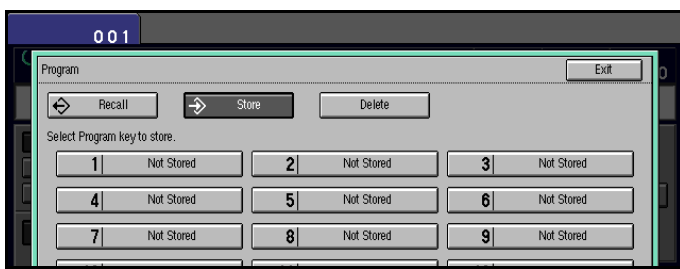 001
Program Exit
Recall Store Delete
Select Program key to store.
1 Not Stored 2 Not Stored 3 Not Stored
4 Not Stored 5 Not Stored 6 Not Stored
7 Not Stored 8 Not Stored 9 Not Stored